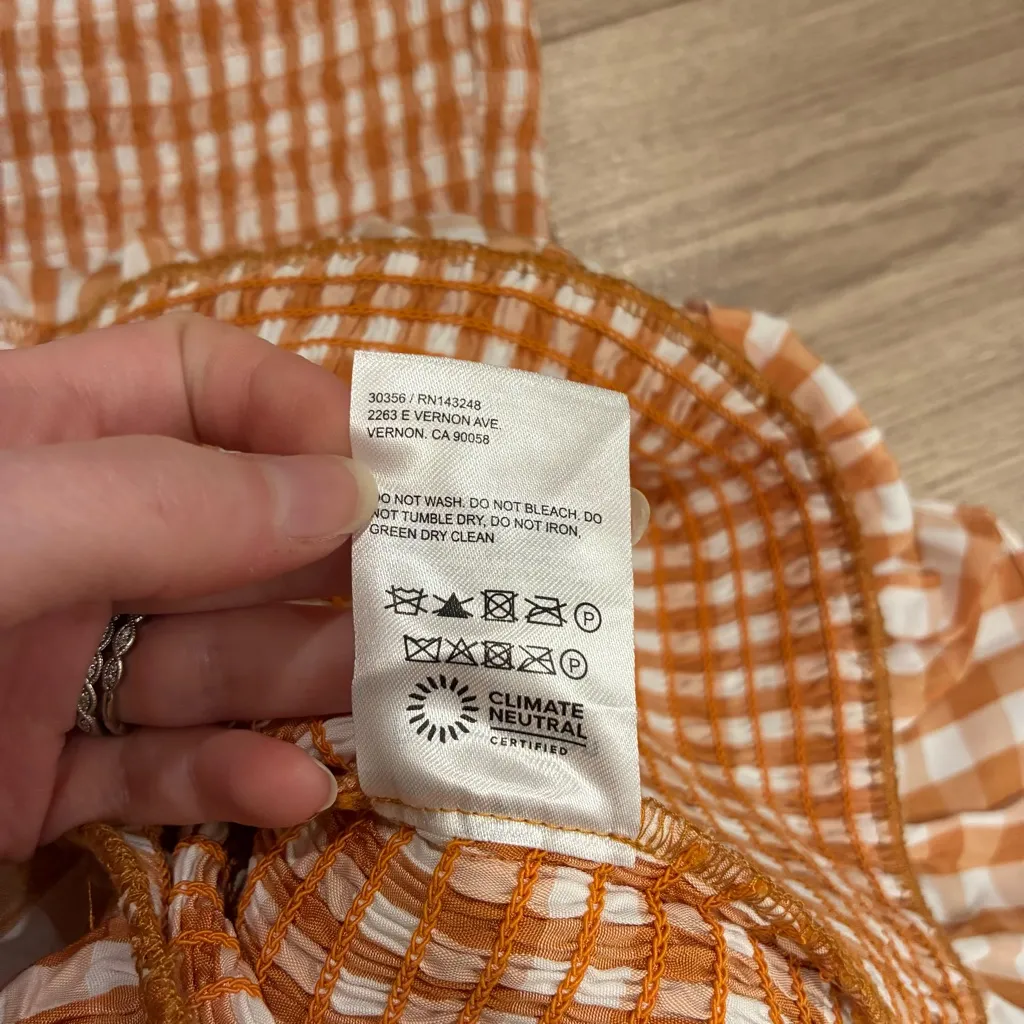 30356 / RN143248
2263 E VERNON AVE,
VERNON. CA 90058
DO NOT WASH. DO NOT BLEACH, DO
NOT TUMBLE DRY, DO NOT IRON,
GREEN DRY CLEAN
P
P
CLIMATE
NEUTRAL
CERTIFIED